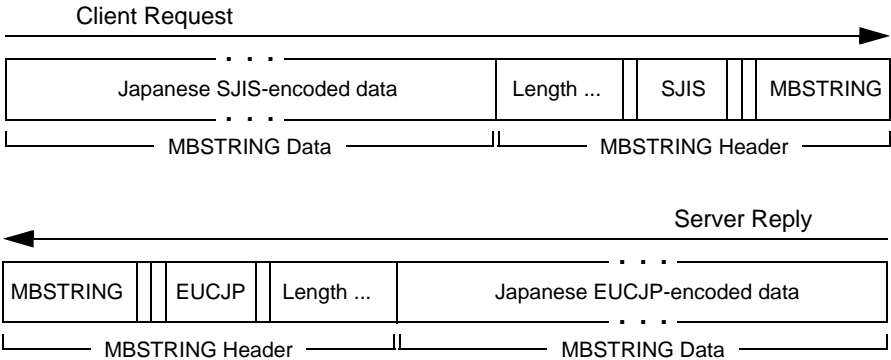 Client Request
Japanese SJIS-encoded data Length ... SJIS MBSTRING
MBSTRING Data MBSTRING Header
Server Reply
MBSTRING EUCJP Length ... Japanese EUCJP-encoded data
MBSTRING Header MBSTRING Data